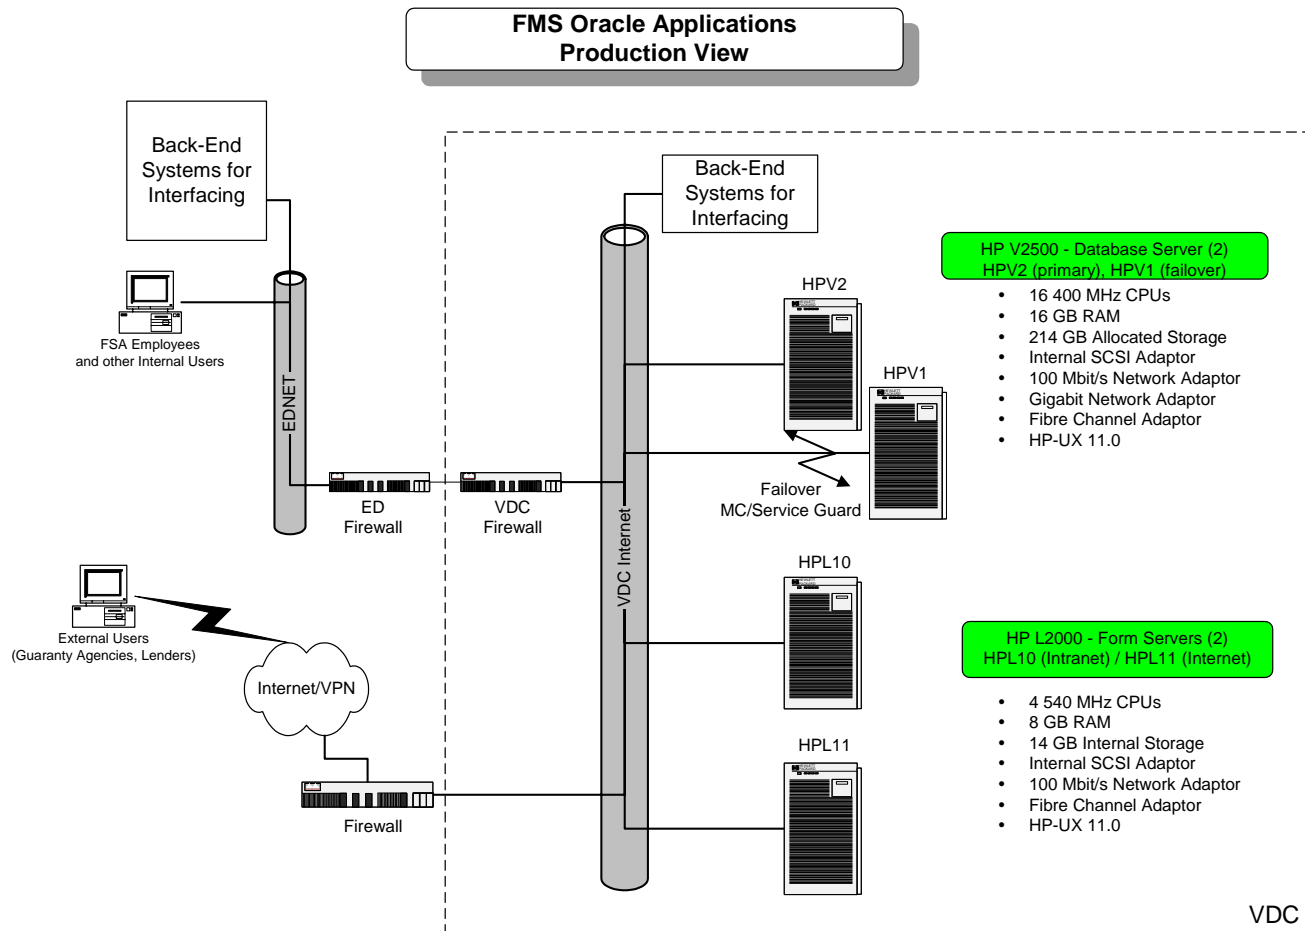 FMS Oracle Applications
Production View
Back-End
Systems for
Interfacing
Back-End
Systems for
Interfacing
FSA Employees
and other Internal Users
EDNET
ED
Firewall
VDC
Firewall
VDC Internet
HPV2
HPV1
Failover
MC/Service Guard
HP V2500 - Database Server (2)
HPV2 (primary), HPV1 (failover)
• 16 400 MHz CPUs
• 16 GB RAM
• 214 GB Allocated Storage
• Internal SCSI Adaptor
• 100 Mbit/s Network Adaptor
• Gigabit Network Adaptor
• Fibre Channel Adaptor
• HP-UX 11.0
External Users
(Guaranty Agencies, Lenders)
Internet/VPN
Firewall
HPL10
HPL11
HP L2000 - Form Servers (2)
HPL10 (Intranet) / HPL11 (Internet)
• 4 540 MHz CPUs
• 8 GB RAM
• 14 GB Internal Storage
• Internal SCSI Adaptor
• 100 Mbit/s Network Adaptor
• Fibre Channel Adaptor
• HP-UX 11.0
VDC